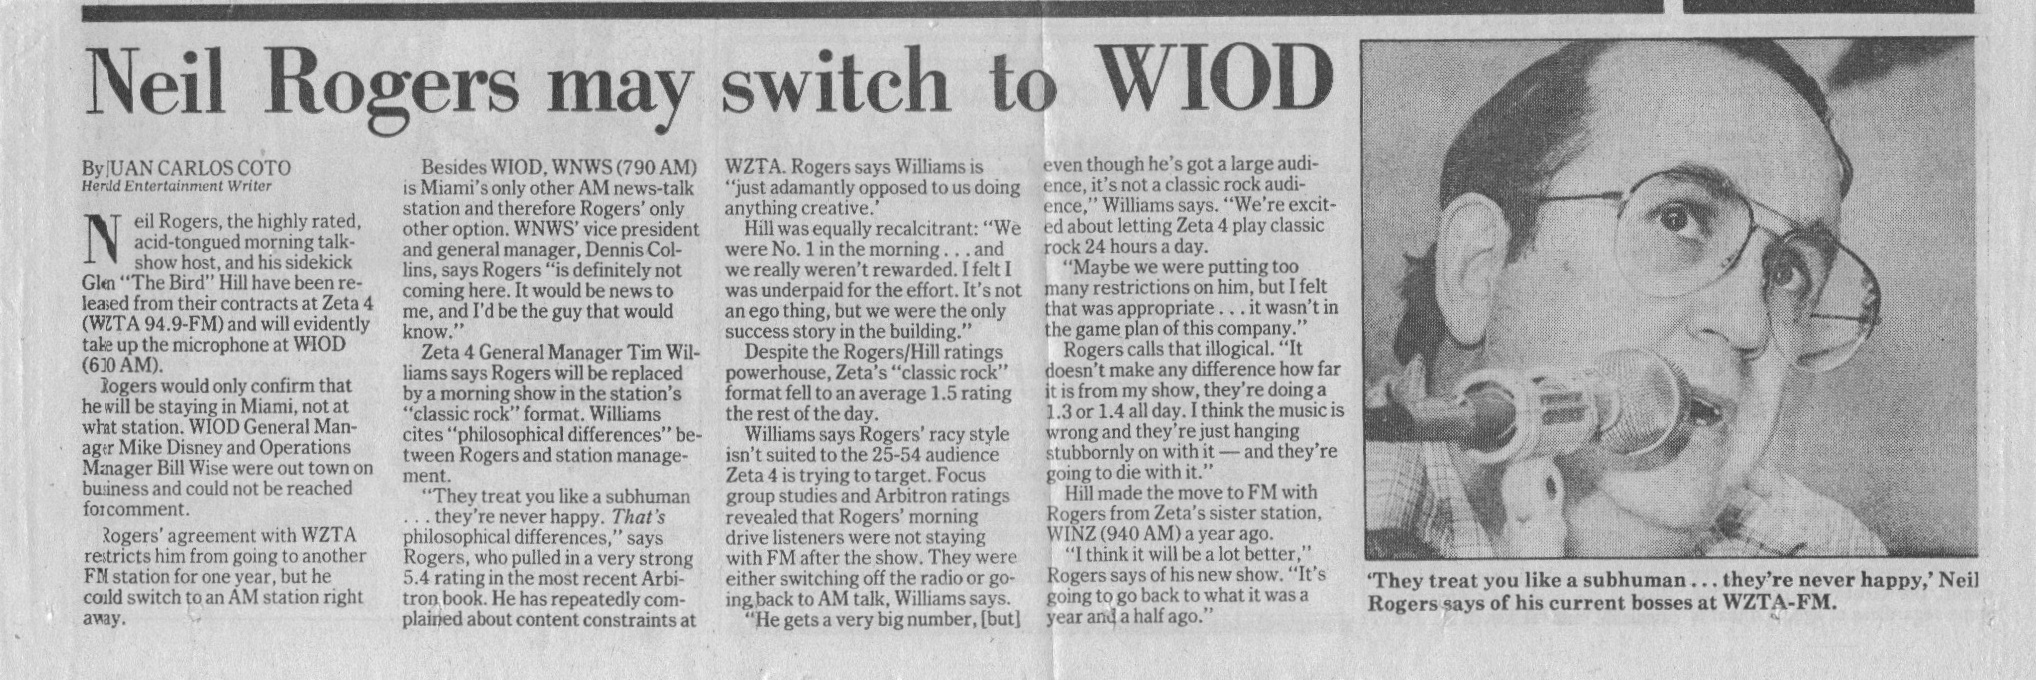 Neil Rogers may switch to WIOD
By JUAN CARLOS COTO
Herald Entertainment Writer
Neil Rogers, the highly rated,
acid-tongued morning talk-
show host, and his sidekick
Glen "The Bird" Hill have been re-
leased from their contracts at Zeta 4
(WZTA 94.9-FM) and will evidently
take up the microphone at WIOD
(610 AM).
Rogers would only confirm that
he will be staying in Miami, not at
what station. WIOD General Man-
ager Mike Disney and Operations
Manager Bill Wise were out town on
business and could not be reached
for comment.
Rogers' agreement with WZTA
restricts him from going to another
FM station for one year, but he
could switch to an AM station right
away.
Besides WIOD, WNWS (790 AM)
is Miami's only other AM news-talk
station and therefore Rogers' only
other option. WNWS' vice president
and general manager, Dennis Col-
lins, says Rogers "is definitely not
coming here. It would be news to
me, and I'd be the guy that would
know."
Zeta 4 General Manager Tim Wil-
liams says Rogers will be replaced
by a morning show in the station's
"classic rock" format. Williams
cites "philosophical differences" be-
tween Rogers and station manage-
ment.
"They treat you like a subhuman
. . . they're never happy. That's
philosophical differences," says
Rogers, who pulled in a very strong
5.4 rating in the most recent Arbi-
tron book. He has repeatedly com-
plained about content constraints at
WZTA. Rogers says Williams is
"just adamantly opposed to us doing
anything creative.'
Hill was equally recalcitrant: "We
were No. 1 in the morning . . . and
we really weren't rewarded. I felt I
was underpaid for the effort. It's not
an ego thing, but we were the only
success story in the building."
Despite the Rogers/Hill ratings
powerhouse, Zeta's "classic rock"
format fell to an average 1.5 rating
the rest of the day.
Williams says Rogers' racy style
isn't suited to the 25-54 audience
Zeta 4 is trying to target. Focus
group studies and Arbitron ratings
revealed that Rogers' morning
drive listeners were not staying
with FM after the show. They were
either switching off the radio or go-
ing back to AM talk, Williams says.
"He gets a very big number, [but]
even though he's got a large audi-
ence, it's not a classic rock audi-
ence," Williams says. "We're excit-
ed about letting Zeta 4 play classic
rock 24 hours a day.
"Maybe we were putting too
many restrictions on him, but I felt
that was appropriate . . . it wasn't in
the game plan of this company."
Rogers calls that illogical. "It
doesn't make any difference how far
it is from my show, they're doing a
1.3 or 1.4 all day. I think the music is
wrong and they're just hanging
stubbornly on with it — and they're
going to die with it."
Hill made the move to FM with
Rogers from Zeta's sister station,
WINZ (940 AM) a year ago.
"I think it will be a lot better,"
Rogers says of his new show. "It's
going to go back to what it was a
year and a half ago."
'They treat you like a subhuman . . . they're never happy,' Neil
Rogers says of his current bosses at WZTA-FM.